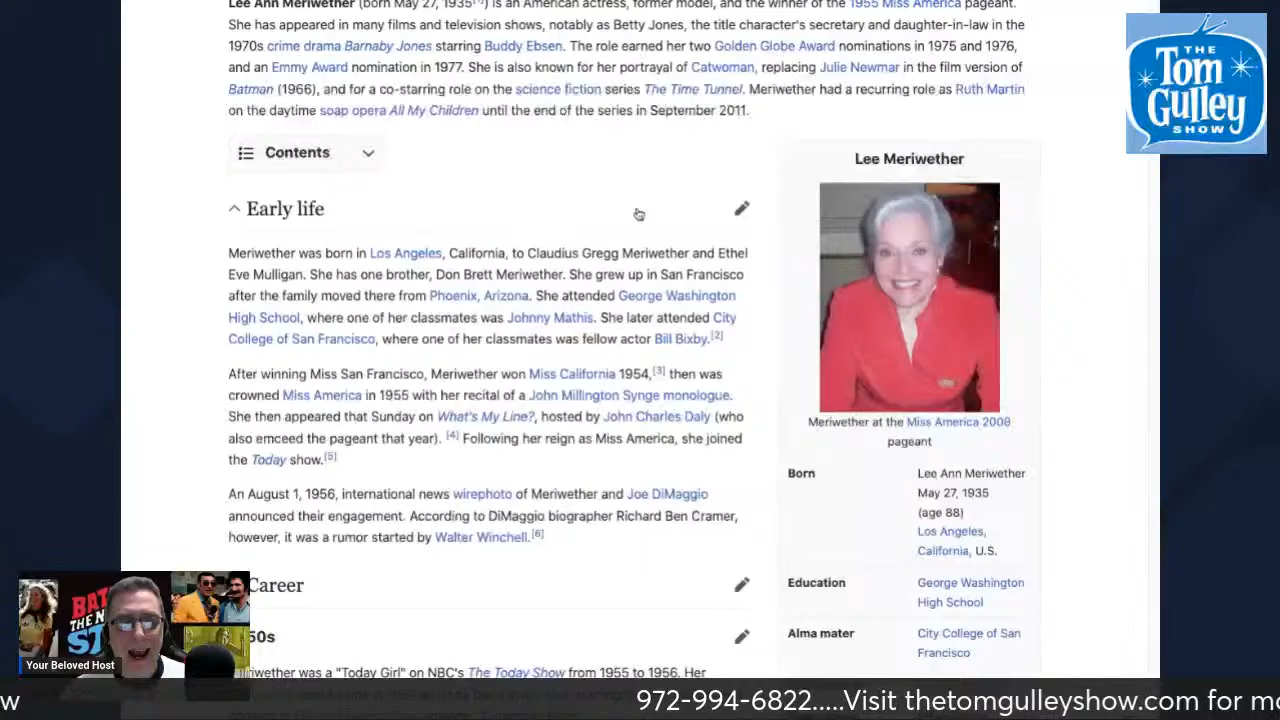 Lee Ann Meriwether (born May 27, 1935[1]) is an American actress, former model, and the winner of the 1955 Miss America pageant.
She has appeared in many films and television shows, notably as Betty Jones, the title character's secretary and daughter-in-law in the
1970s crime drama Barnaby Jones starring Buddy Ebsen. The role earned her two Golden Globe Award nominations in 1975 and 1976,
and an Emmy Award nomination in 1977. She is also known for her portrayal of Catwoman, replacing Julie Newmar in the film version of
Batman (1966), and for a co-starring role on the science fiction series The Time Tunnel. Meriwether had a recurring role as Ruth Martin
on the daytime soap opera All My Children until the end of the series in September 2011.
THE
Tom
Gulley
SHOW
Contents
Early life
Meriwether was born in Los Angeles, California, to Claudius Gregg Meriwether and Ethel
Eve Mulligan. She has one brother, Don Brett Meriwether. She grew up in San Francisco
after the family moved there from Phoenix, Arizona. She attended George Washington
High School, where one of her classmates was Johnny Mathis. She later attended City
College of San Francisco, where one of her classmates was fellow actor Bill Bixby.[2]
After winning Miss San Francisco, Meriwether won Miss California 1954,[3] then was
crowned Miss America in 1955 with her recital of a John Millington Synge monologue.
She then appeared that Sunday on What's My Line?, hosted by John Charles Daly (who
also emceed the pageant that year). [4] Following her reign as Miss America, she joined
the Today show.[5]
An August 1, 1956, international news wirephoto of Meriwether and Joe DiMaggio
announced their engagement. According to DiMaggio biographer Richard Ben Cramer,
however, it was a rumor started by Walter Winchell.[6]
Career
50s
"Today Girl" on NBC's The Today Show from 1955 to 1956. Her
Lee Meriwether
Meriwether at the Miss America 2008
pageant
Born
Lee Ann Meriwether
May 27, 1935
(age 88)
Los Angeles,
California, U.S.
Education
George Washington
High School
Alma mater
City College of San
Francisco
BAT
THE N
ST
Your Beloved Host
w 972-994-6822.....Visit thetomgulleyshow.com for mo